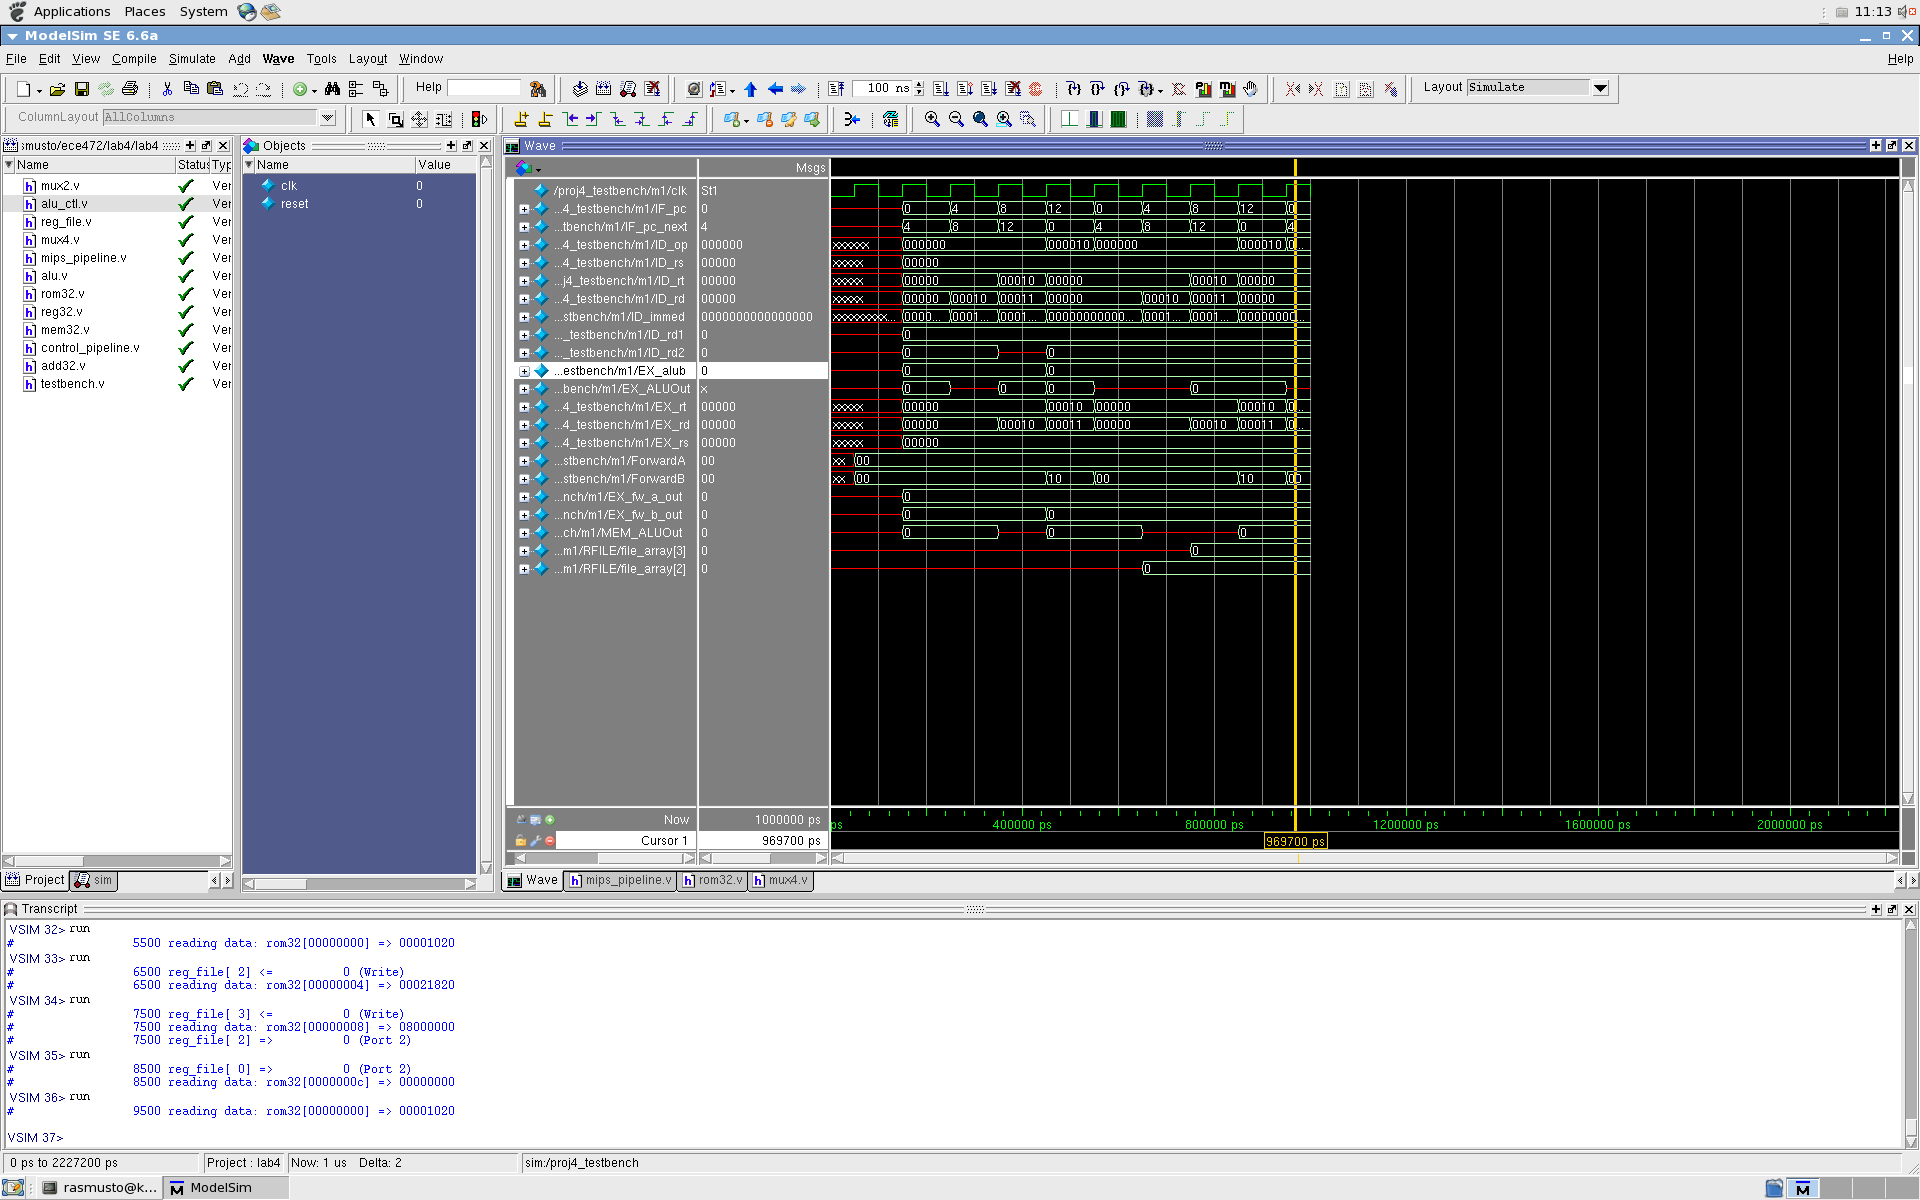 Applications Places System 11:13
ModelSim SE 6.6a
File Edit View Compile Simulate Add Wave Tools Layout Window Help
Help 100 ns Layout Simulate
ColumnLayout AllColumns
smusto/ece472/lab4/lab4 Objects Wave
Name Status Typ Name Value Msgs
mux2.v Ver
alu_ctl.v Ver
reg_file.v Ver
mux4.v Ver
mips_pipeline.v Ver
alu.v Ver
rom32.v Ver
reg32.v Ver
mem32.v Ver
control_pipeline.v Ver
add32.v Ver
testbench.v Ver
clk 0
reset 0
/proj4_testbench/m1/clk St1
...4_testbench/m1/IF_pc 0 0 4 8 12 0 4 8 12 0
...tbench/m1/IF_pc_next 4 4 8 12 0 4 8 12 0 4
...4_testbench/m1/ID_op 000000 xxxxxx 000000 000010 000000 000010 0...
...4_testbench/m1/ID_rs 00000 xxxxx 00000
...j4_testbench/m1/ID_rt 00000 xxxxx 00000 00010 00000 00010 00000
...4_testbench/m1/ID_rd 00000 xxxxx 00000 00010 00011 00000 00010 00011 00000
...stbench/m1/ID_immed 0000000000000000 xxxxxxxxx... 0000... 0001... 0001... 00000000000... 0001... 0001... 00000000...
..._testbench/m1/ID_rd1 0 0
..._testbench/m1/ID_rd2 0 0 0
...estbench/m1/EX_alub 0 0 0
...bench/m1/EX_ALUOut x 0 0 0 0
...4_testbench/m1/EX_rt 00000 xxxxx 00000 00010 00000 00010 0...
...4_testbench/m1/EX_rd 00000 xxxxx 00000 00010 00011 00000 00010 00011 0...
...4_testbench/m1/EX_rs 00000 xxxxx 00000
...stbench/m1/ForwardA 00 xx 00
...stbench/m1/ForwardB 00 xx 00 10 00 10 00
...nch/m1/EX_fw_a_out 0 0
...nch/m1/EX_fw_b_out 0 0 0
...ch/m1/MEM_ALUOut 0 0 0 0
...m1/RFILE/file_array[3] 0 0
...m1/RFILE/file_array[2] 0 0
Now 1000000 ps ps 400000 ps 800000 ps 1200000 ps 1600000 ps 2000000 ps
Cursor 1 969700 ps 969700 ps
Project sim Wave mips_pipeline.v rom32.v mux4.v
Transcript
VSIM 32> run
# 5500 reading data: rom32[00000000] => 00001020
VSIM 33> run
# 6500 reg_file[ 2] <= 0 (Write)
# 6500 reading data: rom32[00000004] => 00021820
VSIM 34> run
# 7500 reg_file[ 3] <= 0 (Write)
# 7500 reading data: rom32[00000008] => 08000000
# 7500 reg_file[ 2] => 0 (Port 2)
VSIM 35> run
# 8500 reg_file[ 0] => 0 (Port 2)
# 8500 reading data: rom32[0000000c] => 00000000
VSIM 36> run
# 9500 reading data: rom32[00000000] => 00001020
VSIM 37>
0 ps to 2227200 ps Project : lab4 Now: 1 us Delta: 2 sim:/proj4_testbench
rasmusto@k... ModelSim